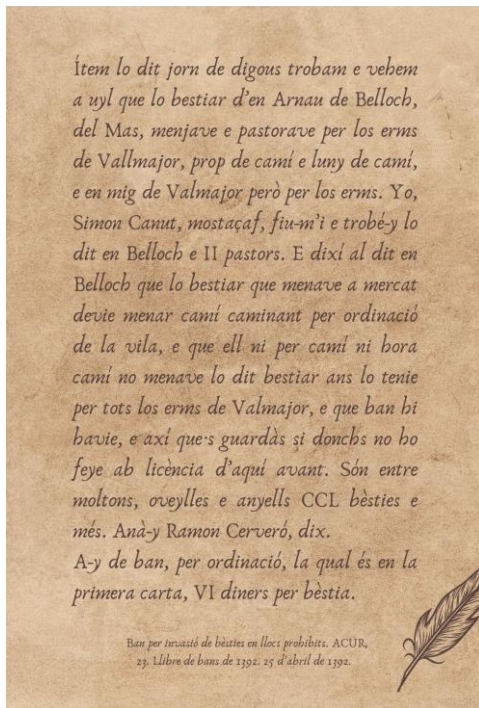 Ítem lo dit jorn de digous trobam e vehem
a uyl que lo bestiar d’en Arnau de Belloch,
del Mas, menjave e pastorave per los erms
de Vallmajor, prop de camí e luny de camí,
e en mig de Valmajor però per los erms. Yo,
Simon Canut, mostaçaf, fiu-m’i e trobé-y lo
dit en Belloch e II pastors. E dixí al dit en
Belloch que lo bestiar que menave a mercat
devie menar camí caminant per ordinació
de la vila, e que ell ni per camí ni hora
camí no menave lo dit bestiar ans lo tenie
per tots los erms de Valmajor, e que ban hi
havie, e axí que·s guardàs si donchs no ho
feye ab licència d’aquí avant. Són entre
moltons, oveylles e anyells CCL bèsties e
més. Anà-y Ramon Cerveró, dix.
A-y de ban, per ordinació, la qual és en la
primera carta, VI diners per bèstia.
Ban per invasió de bèsties en llocs prohibits. ACUR,
23. Llibre de bans de 1392. 25 d’abril de 1392.